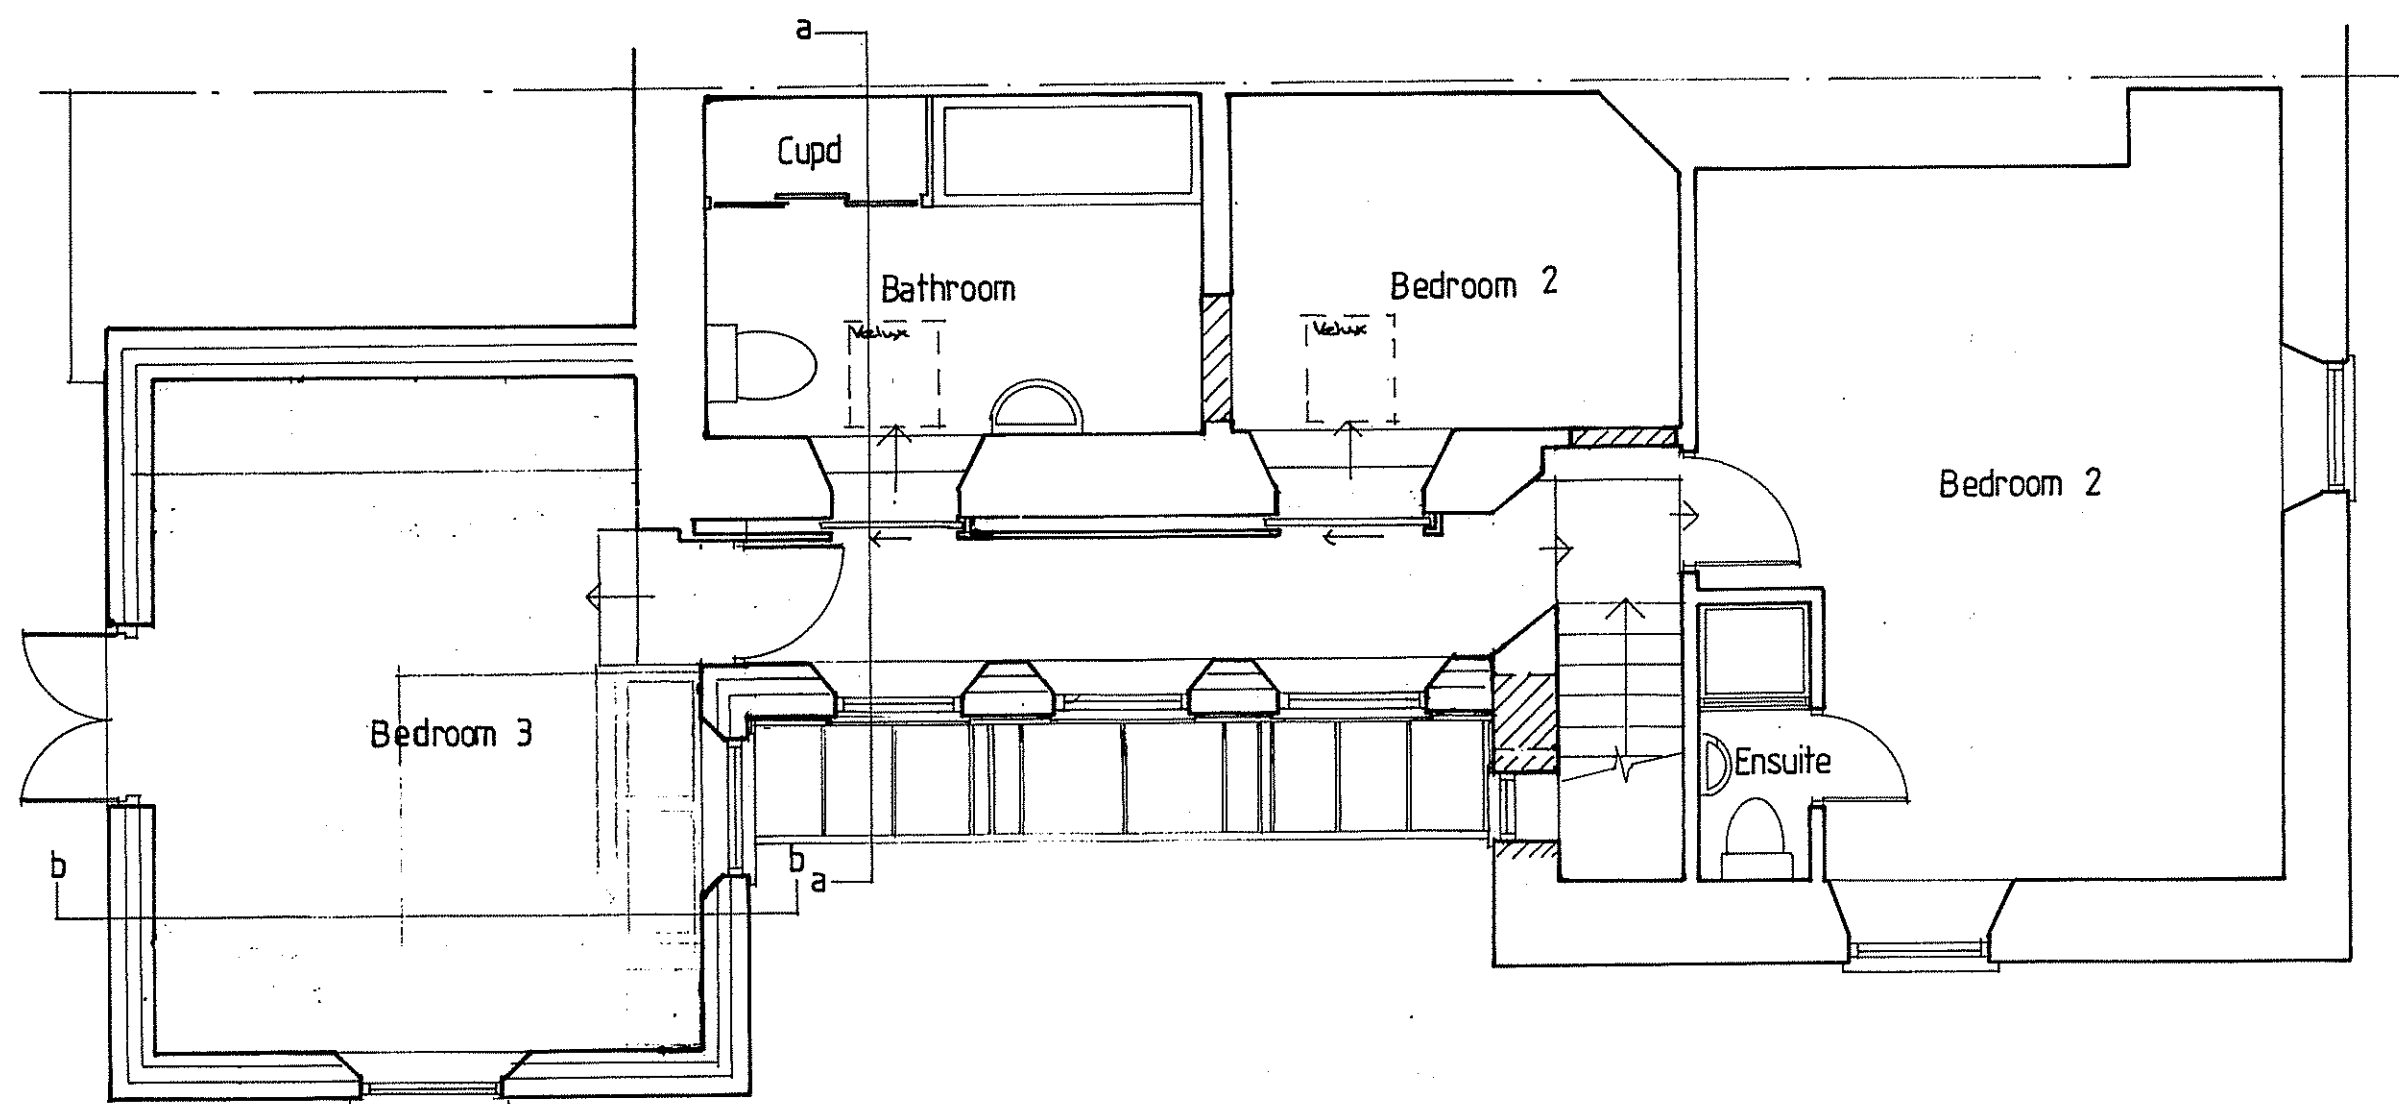 a
Cupd
Bathroom
Bedroom 2
Velux
Velux
Bedroom 2
Bedroom 3
Ensuite
b
b
a